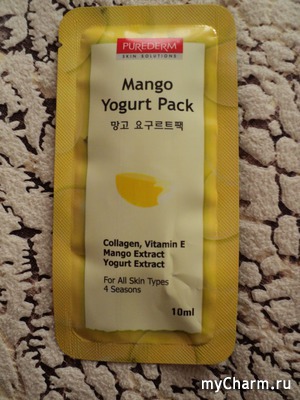 PUREDERM
SKIN SOLUTIONS
Mango
Yogurt Pack
망고 요구르트팩
Collagen, Vitamin E
Mango Extract
Yogurt Extract
For All Skin Types
4 Seasons
10ml
myCharm.ru